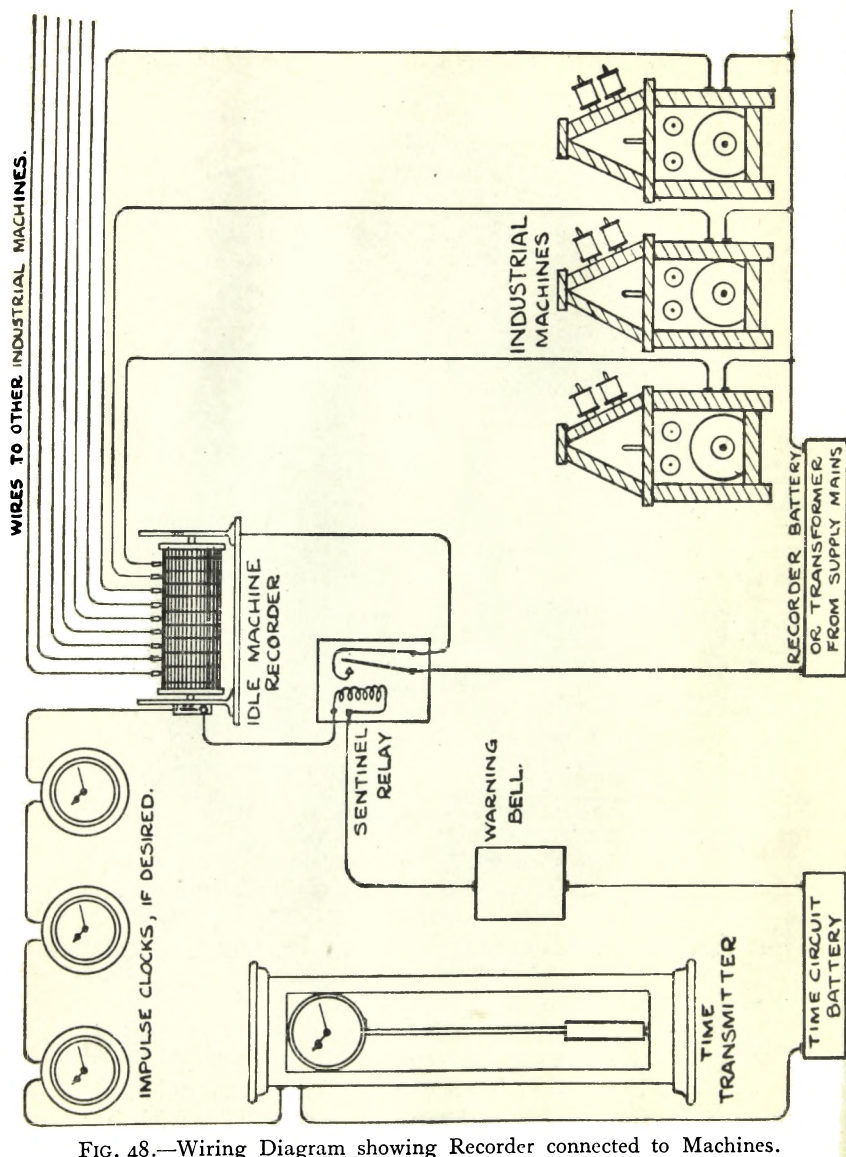 WIRES TO OTHER INDUSTRIAL MACHINES.
INDUSTRIAL
MACHINES
IDLE MACHINE
RECORDER
RECORDER BATTERY
OR TRANSFORMER
FROM SUPPLY MAINS
SENTINEL
RELAY
WARNING
BELL.
IMPULSE CLOCKS, IF DESIRED.
TIME
TRANSMITTER
TIME CIRCUIT
BATTERY
FIG. 48.—Wiring Diagram showing Recorder connected to Machines.